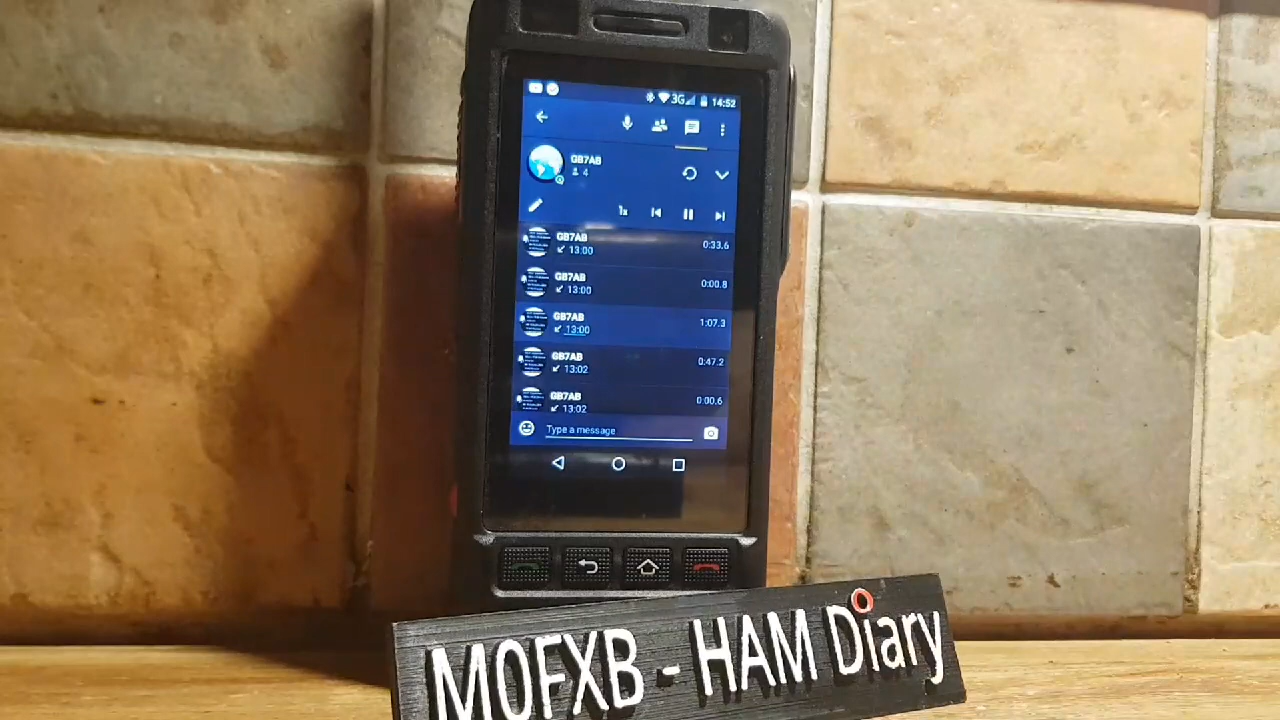 3G 14:52
GB7AB
4
1x
GB7AB
13:00 0:33.6
GB7AB
13:00 0:00.8
GB7AB
13:00 1:07.3
GB7AB
13:02 0:47.2
GB7AB
13:02 0:00.6
Type a message
M0FXB - HAM Diary